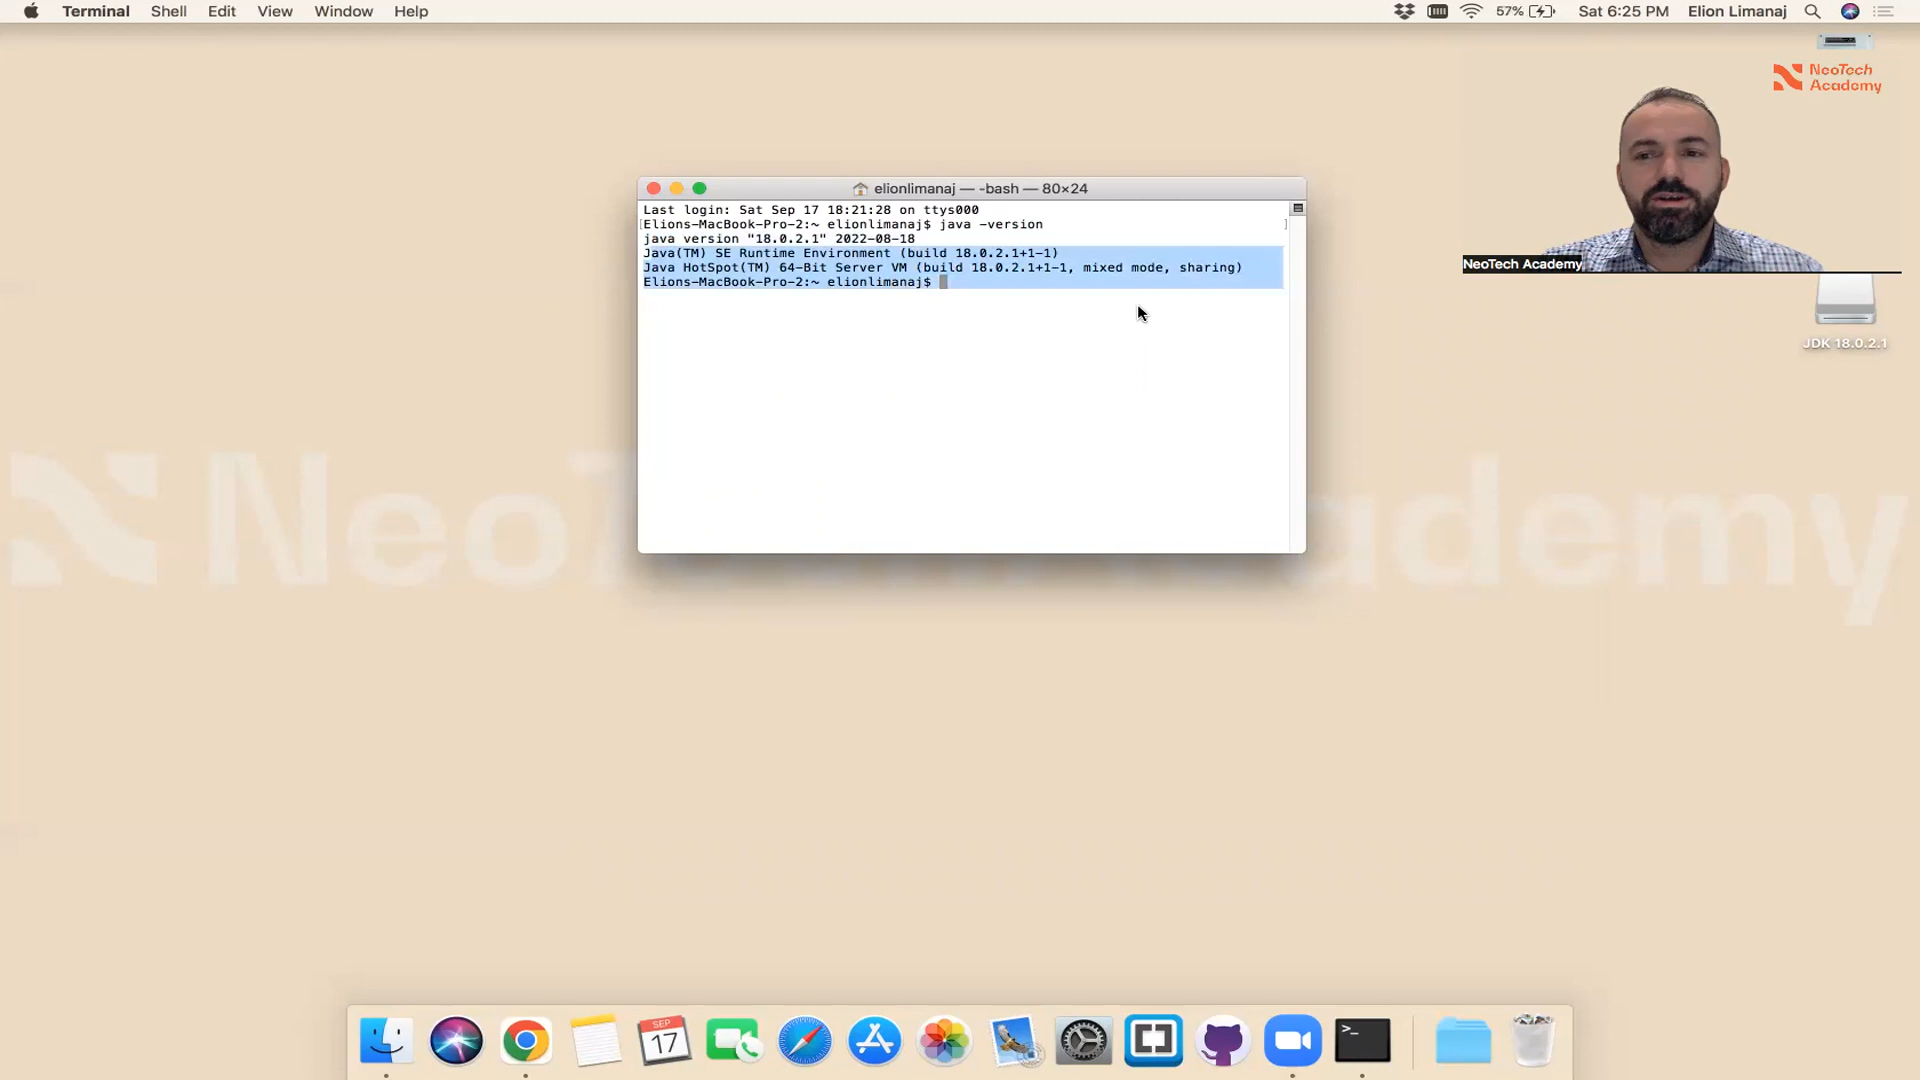 Terminal Shell Edit View Window Help 57% Sat 6:25 PM Elion Limanaj
NeoTech
Academy
elionlimanaj — -bash — 80×24
Last login: Sat Sep 17 18:21:28 on ttys000
[Elions-MacBook-Pro-2:~ elionlimanaj$ java -version ]
java version "18.0.2.1" 2022-08-18
Java(TM) SE Runtime Environment (build 18.0.2.1+1-1)
Java HotSpot(TM) 64-Bit Server VM (build 18.0.2.1+1-1, mixed mode, sharing)
Elions-MacBook-Pro-2:~ elionlimanaj$
NeoTech Academy
JDK 18.0.2.1
NeoT ademy
SEP
17
>_